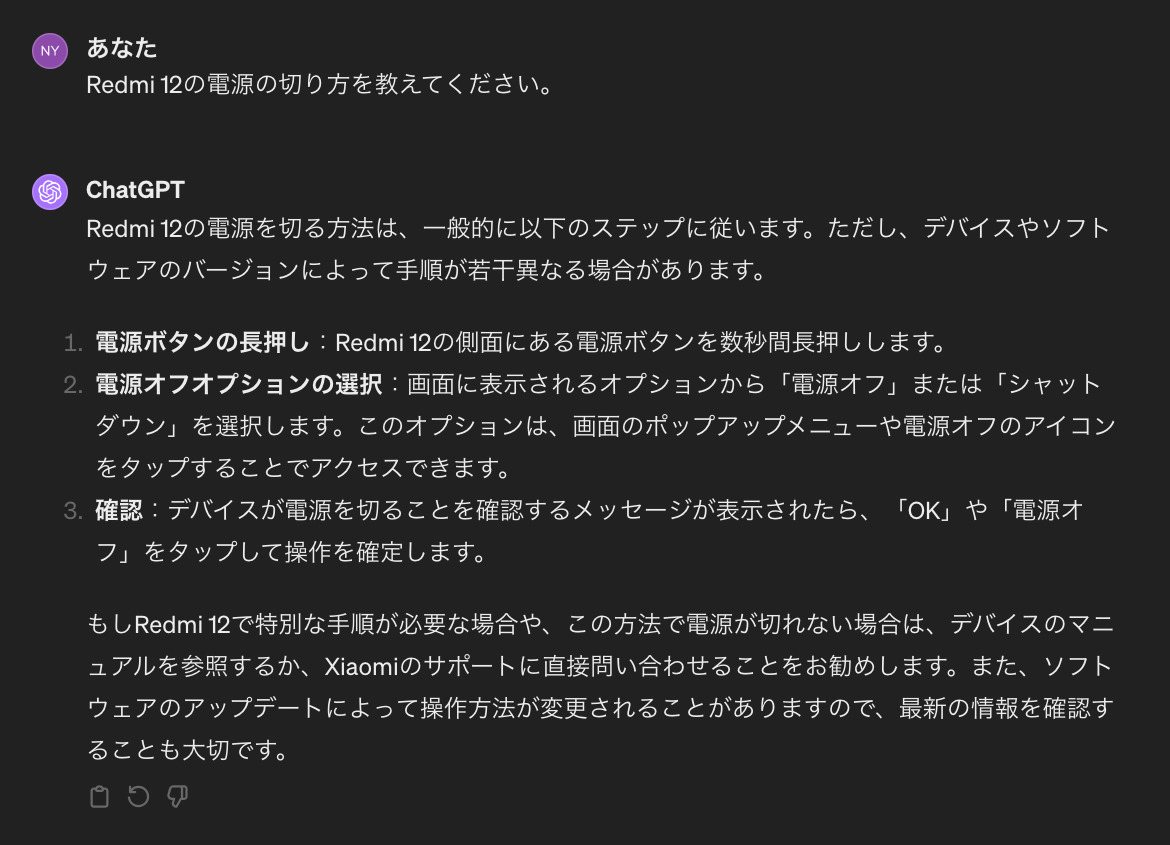 NY
あなた
Redmi 12の電源の切り方を教えてください。
ChatGPT
Redmi 12の電源を切る方法は、一般的に以下のステップに従います。ただし、デバイスやソフト
ウェアのバージョンによって手順が若干異なる場合があります。
1. 電源ボタンの長押し：Redmi 12の側面にある電源ボタンを数秒間長押しします。
2. 電源オフオプションの選択：画面に表示されるオプションから「電源オフ」または「シャット
ダウン」を選択します。このオプションは、画面のポップアップメニューや電源オフのアイコン
をタップすることでアクセスできます。
3. 確認：デバイスが電源を切ることを確認するメッセージが表示されたら、「OK」や「電源オ
フ」をタップして操作を確定します。
もしRedmi 12で特別な手順が必要な場合や、この方法で電源が切れない場合は、デバイスのマニ
ュアルを参照するか、Xiaomiのサポートに直接問い合わせることをお勧めします。また、ソフト
ウェアのアップデートによって操作方法が変更されることがありますので、最新の情報を確認す
ることも大切です。